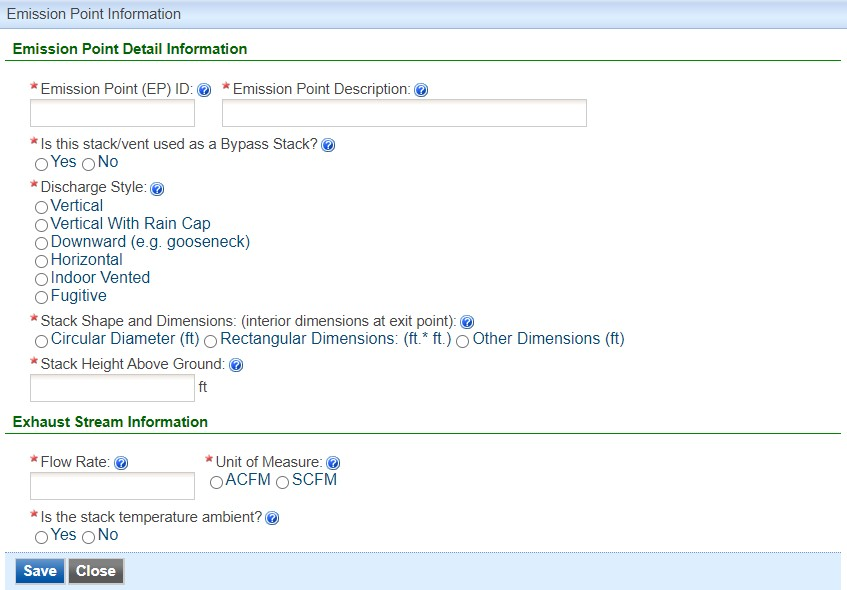 Emission Point Information
Emission Point Detail Information
* Emission Point (EP) ID: ? * Emission Point Description: ?
* Is this stack/vent used as a Bypass Stack? ?
Yes No
* Discharge Style: ?
Vertical
Vertical With Rain Cap
Downward (e.g. gooseneck)
Horizontal
Indoor Vented
Fugitive
* Stack Shape and Dimensions: (interior dimensions at exit point): ?
Circular Diameter (ft) Rectangular Dimensions: (ft.* ft.) Other Dimensions (ft)
* Stack Height Above Ground: ?
ft
Exhaust Stream Information
* Flow Rate: ? * Unit of Measure: ?
ACFM SCFM
* Is the stack temperature ambient? ?
Yes No
Save Close